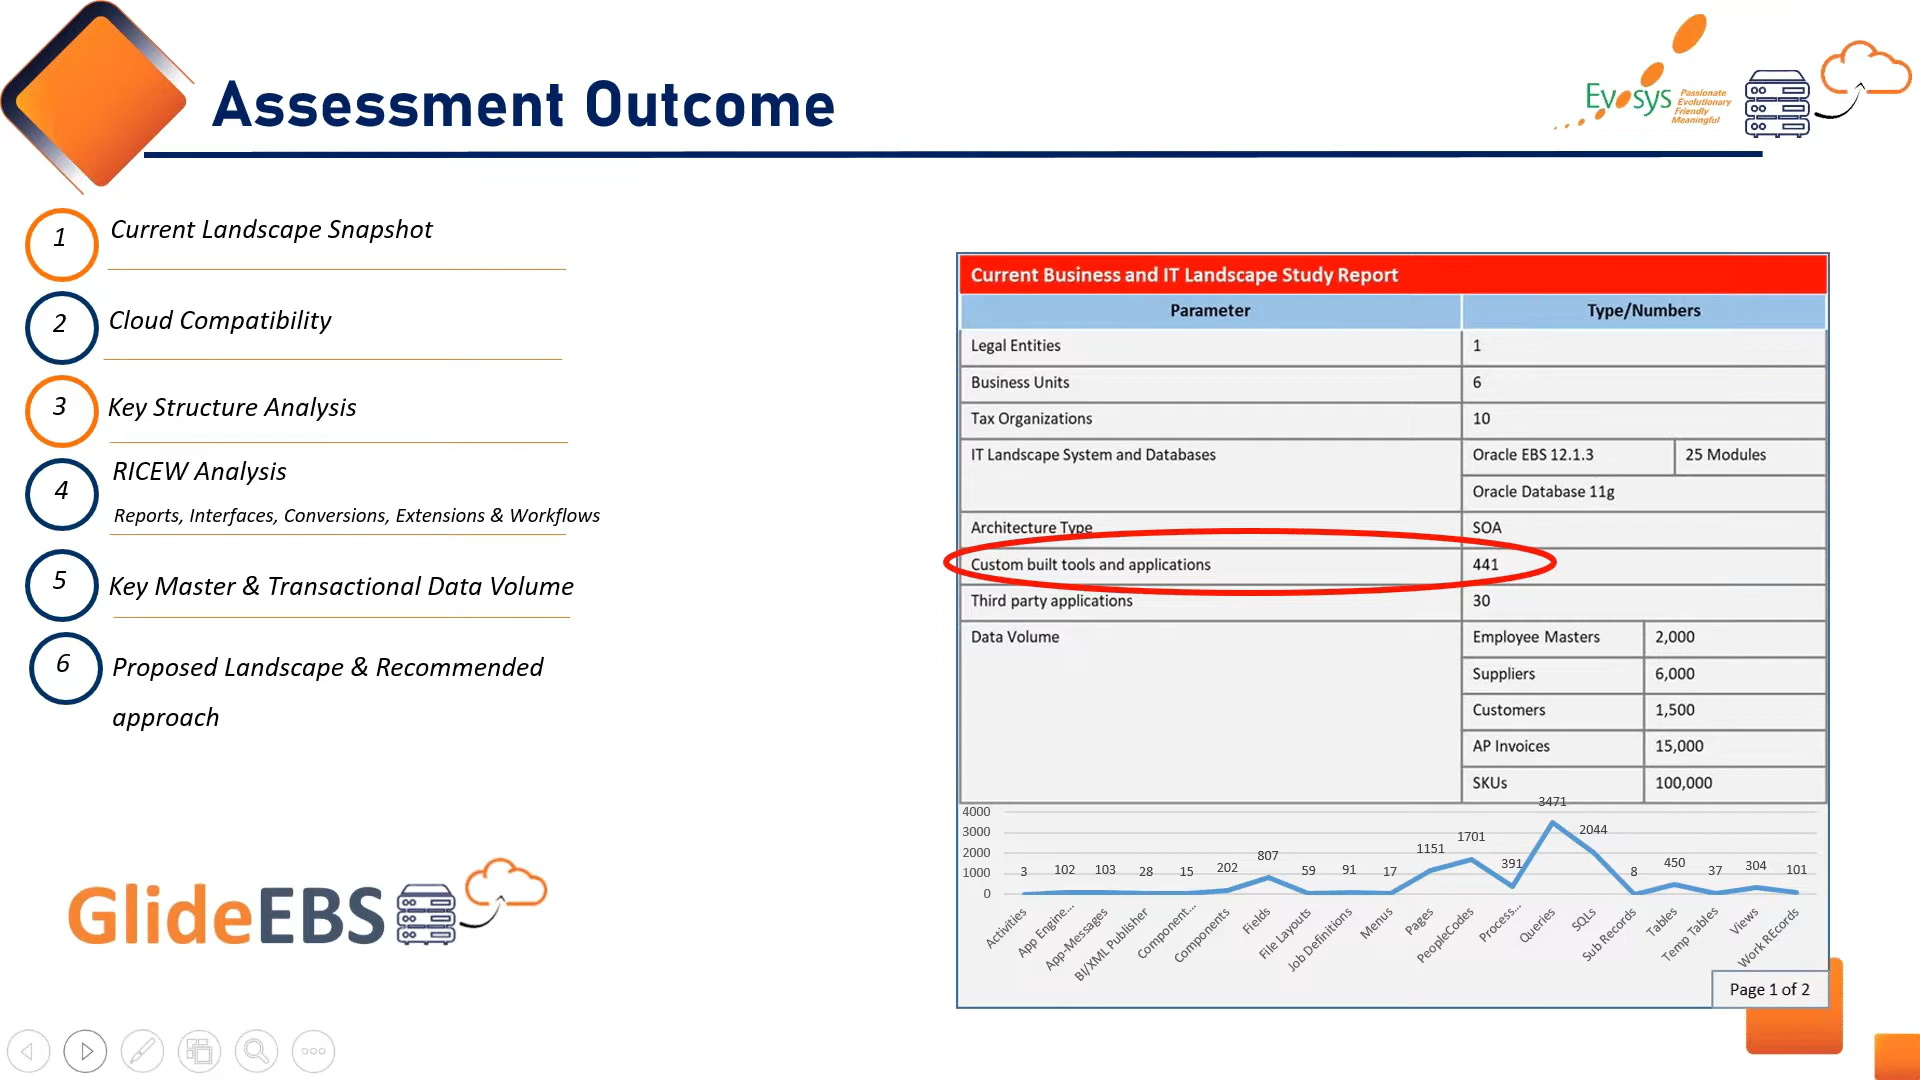 Assessment Outcome
Evosys
Passionate
Evolutionary
Friendly
Meaningful
1
Current Landscape Snapshot
2
Cloud Compatibility
3
Key Structure Analysis
4
RICEW Analysis
Reports, Interfaces, Conversions, Extensions & Workflows
5
Key Master & Transactional Data Volume
6
Proposed Landscape & Recommended
approach
GlideEBS
Current Business and IT Landscape Study Report
Parameter Type/Numbers
Legal Entities 1
Business Units 6
Tax Organizations 10
IT Landscape System and Databases Oracle EBS 12.1.3 25 Modules
Oracle Database 11g
Architecture Type SOA
Custom built tools and applications 441
Third party applications 30
Data Volume Employee Masters 2,000
Suppliers 6,000
Customers 1,500
AP Invoices 15,000
SKUs 100,000
4000
3000
2000
1000
0
3 102 103 28 15 202 807 59 91 17 1151 1701 391 3471 2044 8 450 37 304 101
Activities
App Engine...
App-Messages
BI/XML Publisher
Component...
Components
Fields
File Layouts
Job Definitions
Menus
Pages
PeopleCodes
Process...
Queries
SQLs
Sub Records
Tables
Temp Tables
Views
Work REcords
Page 1 of 2